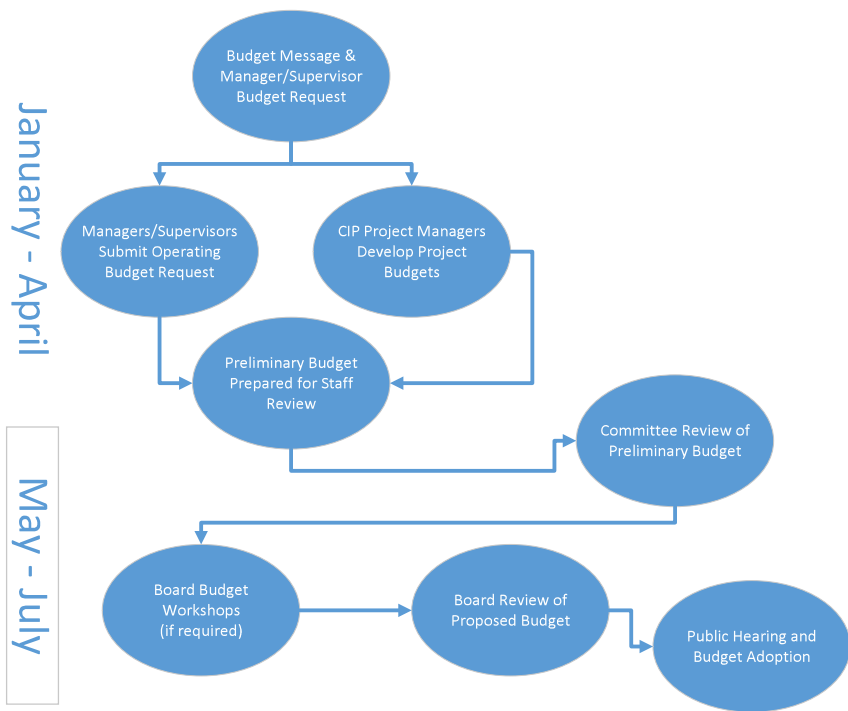 January - April
Budget Message &
Manager/Supervisor
Budget Request
Managers/Supervisors
Submit Operating
Budget Request
CIP Project Managers
Develop Project
Budgets
Preliminary Budget
Prepared for Staff
Review
Committee Review of
Preliminary Budget
May - July
Board Budget
Workshops
(if required)
Board Review of
Proposed Budget
Public Hearing and
Budget Adoption